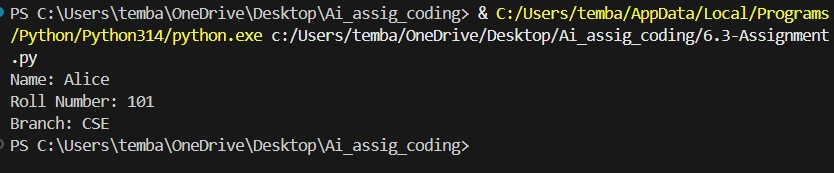 PS C:\Users\temba\OneDrive\Desktop\Ai_assig_coding> & C:/Users/temba/AppData/Local/Programs
/Python/Python314/python.exe c:/Users/temba/OneDrive/Desktop/Ai_assig_coding/6.3-Assignment
.py
Name: Alice
Roll Number: 101
Branch: CSE
PS C:\Users\temba\OneDrive\Desktop\Ai_assig_coding>